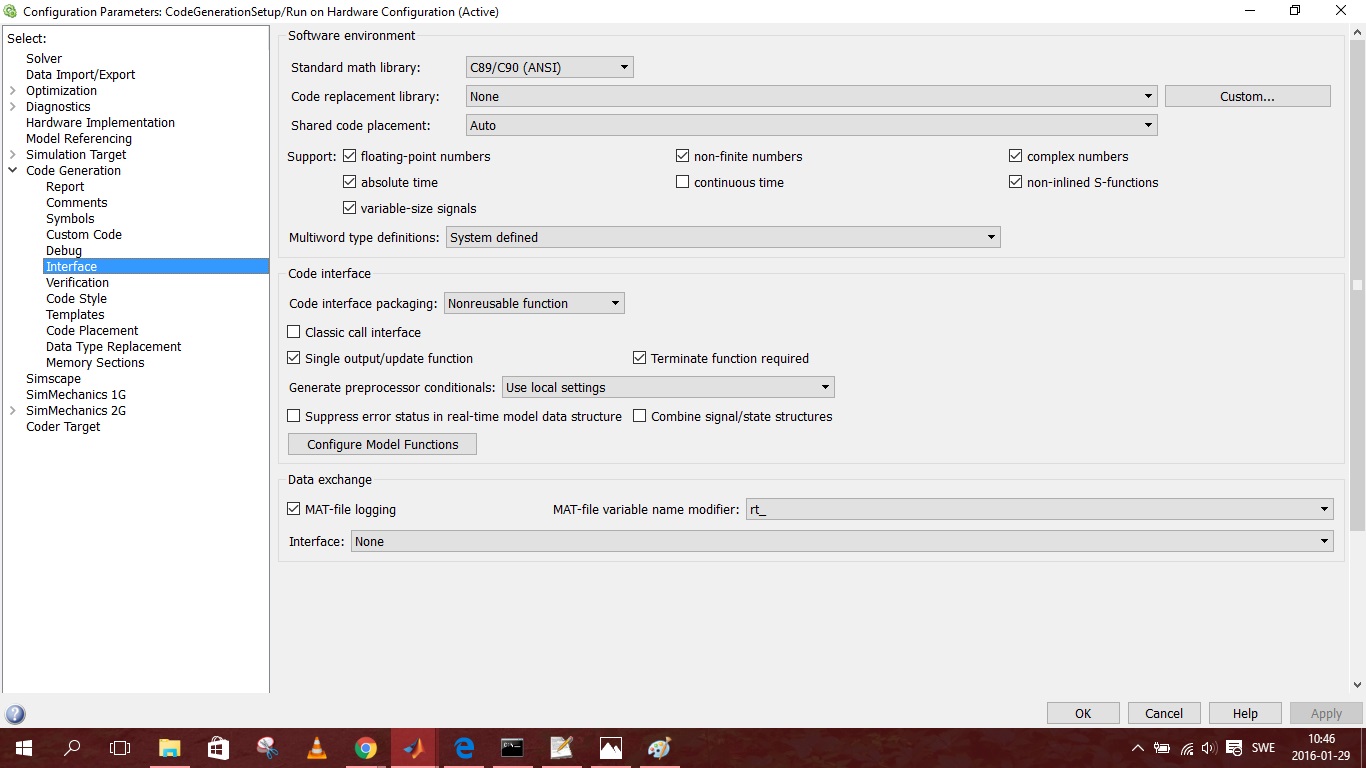 Configuration Parameters: CodeGenerationSetup/Run on Hardware Configuration (Active)
Select:
Solver
Data Import/Export
Optimization
Diagnostics
Hardware Implementation
Model Referencing
Simulation Target
Code Generation
Report
Comments
Symbols
Custom Code
Debug
Interface
Verification
Code Style
Templates
Code Placement
Data Type Replacement
Memory Sections
Simscape
SimMechanics 1G
SimMechanics 2G
Coder Target
Software environment
Standard math library: C89/C90 (ANSI)
Code replacement library: None Custom...
Shared code placement: Auto
Support: floating-point numbers non-finite numbers complex numbers
absolute time continuous time non-inlined S-functions
variable-size signals
Multiword type definitions: System defined
Code interface
Code interface packaging: Nonreusable function
Classic call interface
Single output/update function Terminate function required
Generate preprocessor conditionals: Use local settings
Suppress error status in real-time model data structure Combine signal/state structures
Configure Model Functions
Data exchange
MAT-file logging MAT-file variable name modifier: rt_
Interface: None
OK Cancel Help Apply
SWE 10:46
2016-01-29